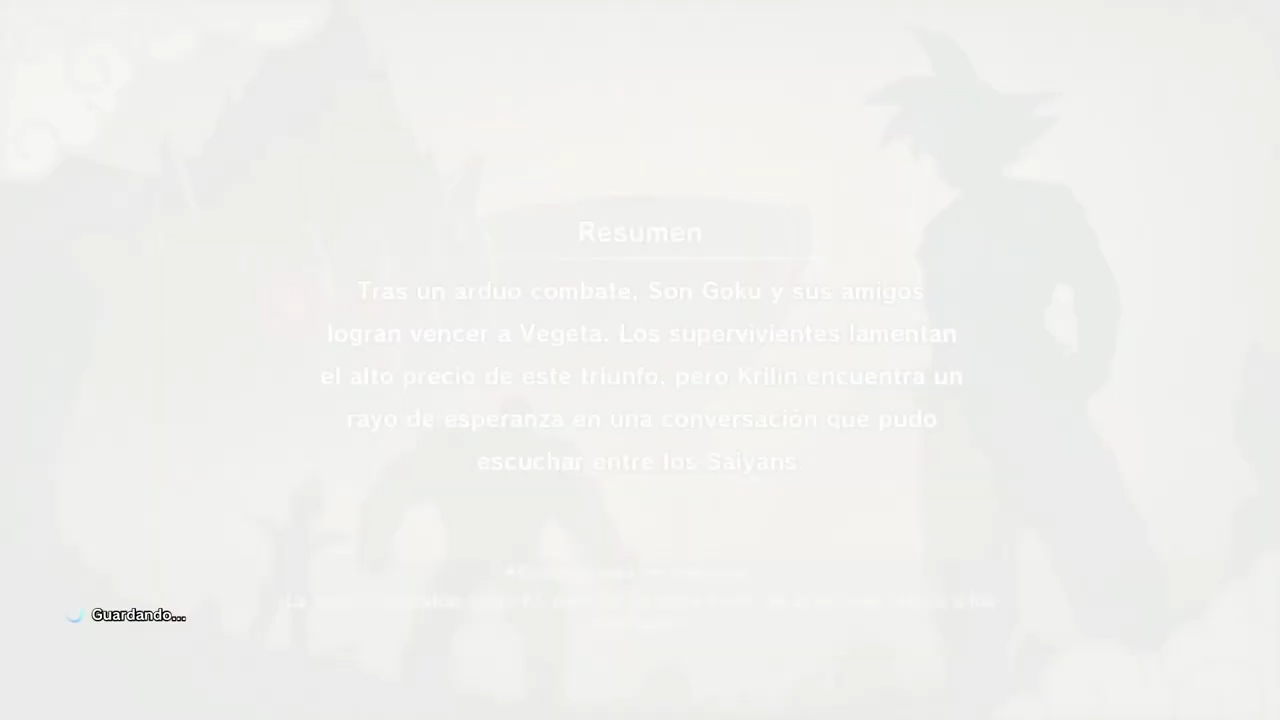 Resumen
Tras un arduo combate, Son Goku y sus amigos
logran vencer a Vegeta. Los supervivientes lamentan
el alto precio de este triunfo, pero Krilin encuentra un
rayo de esperanza en una conversación que pudo
escuchar entre los Saiyans.
Guardando...